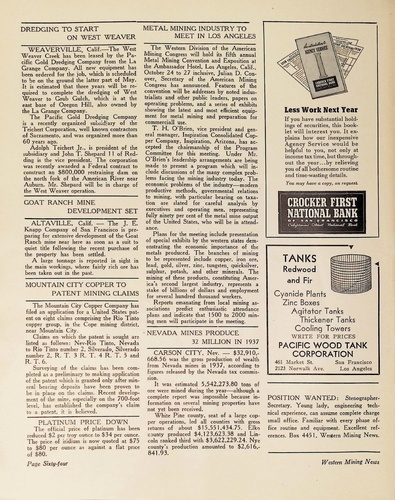 DREDGING TO START
ON WEST WEAVER
WEAVERVILLE, Calif.—The West
Weaver Creek has been leased by the Pa-
cific Gold Dredging Company from the La
Grange Company. All new equipment has
been ordered for the job, which is scheduled
to be on the ground the latter part of May.
It is estimated that three years will be re-
quired to complete the dredging of West
Weaver to Grub Gulch, which is at the
east base of Oregon Hill, also owned by
the La Grange Company.
The Pacific Gold Dredging Company
is a recently organized subsidiary of the
Teichert Corporation, well known contractors
of Sacramento, and was organized more than
60 years ago.
Adolph Teichert Jr., is president of the
subsidiary and John T. Shepard 11 of Red-
ding is the vice president. The corporation
was recently awarded a Federal contract to
construct an $800,000 restraining dam on
the north fork of the American River near
Auburn. Mr. Shepard will be in charge of
the West Weaver operation.
GOAT RANCH MINE
DEVELOPMENT SET
ALTAVILLE, Calif. — The J. E.
Knapp Company of San Francisco is pre-
paring for extensive development of the Goat
Ranch mine near here as soon as a suit to
quiet title following the recent purchase of
the property has been settled.
A large tonnage is reported in sight in
the main workings, where fairly rich ore has
been taken out in the past.
MOUNTAIN CITY COPPER TO
PATENT MINING CLAIMS
The Mountain City Copper Company has
filed an application for a United States pat-
ent on eight claims comprising the Rio Tinto
copper group, in the Cope mining district,
near Mountain City.
Claims on which the patent is sought are
listed as follows: Nev-Rio Tinto, Nevada
to Rio Tinto number 1, Nevada, Silversmith
number 2, R. T. 3 R. T. 4 R. T. 3 and
R. T. 6.
Surveying of the claims has been com-
pleted as a preliminary to making application
of the patent which is granted only after min-
eral bearing deposits have been proven to
be in place on the claims. Recent develop-
ment of the mine, especially on the 700-foot
level, has established the company's claim
to a patent, it is believed.
PLATINUM PRICE DOWN
The official price of platinum has been
reduced $2 per troy ounce to $34 per ounce.
The price of iridium is now quoted at $75
to $80 per ounce as against a flat price
of $80.
Page Sixty-four
METAL MINING INDUSTRY TO
MEET IN LOS ANGELES
The Western Division of the American
Mining Congress will hold its fifth annual
Metal Mining Convention and Exposition at
the Ambassador Hotel, Los Angeles, Calif.,
October 24 to 27 inclusive, Julian D. Con-
over, Secretary of the American Mining
Congress has announced. Features of the
convention will be addresses by noted indus-
trialists and other public leaders, papers on
operating problems, and a series of exhibits
showing the latest and most efficient equip-
ment for metal mining and preparation for
commercial use.
T. H. O'Brien, vice president and gen-
eral manager, Inspiration Consolidated Cop-
per Company, Inspiration, Arizona, has ac-
cepted the chairmanship of the Program
Committee for this meeting. Under Mr.
O'Brien's leadership arrangements are being
made to present a program which will in-
clude discussions of the many complex prob-
lems facing the mining industry today. The
economic problems of the industry—modern
productive methods, governmental relations
to mining, with particular bearing on taxa-
tion are slated for careful analysis by
executives and operating men, representing
fully ninety per cent of the metal mine output
of the United States, who will be in attend-
ance.
Plans for the meeting include presentation
of special exhibits by the western states dem-
onstrating the economic importance of the
metals produced. The branches of mining
to be represented include copper, iron ore,
lead, gold, silver, zinc, tungsten, quicksilver,
sulphur, potash, and other minerals. The
mining of these products, constituting Amer-
ica's second largest industry, represents a
stake of billions of dollars and employment
for several hundred thousand workers.
Reports emanating from local mining as-
sociations predict enthusiastic attendance
plans and indicate that 1500 to 2000 min-
ing men will participate in the meeting.
NEVADA MINES PRODUCE
32 MILLION IN 1937
CARSON CITY, Nev. — $32,910,-
668.56 was the gross production of wealth
from Nevada mines in 1937, according to
figures released by the Nevada tax commis-
sion.
It was estimated 5,542,273.80 tons of
ore were mined during the year—although a
complete report was impossible because in-
formation on several mining properties have
not yet been received.
White Pine county, seat of a large cop-
per operations, led all counties with gross
returns of about $15,551,434.73. Elko
county produced $4,123,623.38 and Lin-
coln ranked third with $3,622,229.24. Nye
county's production amounted to $2,616,-
841.93.
Less Work Next Year
If you have substantial hold-
ings of securities, this book-
let will interest you. It ex-
plains how our inexpensive
Agency Service would be
helpful to you, not only at
income tax time, but through-
out the year...by relieving
you of all bothersome routine
and time-wasting details.
You may have a copy, on request.
CROCKER FIRST
NATIONAL BANK
OF SAN FRANCISCO
California's Oldest National Bank
TANKS
Redwood
and Fir
Cyanide Plants
Zinc Boxes
Agitator Tanks
Thickener Tanks
Cooling Towers
WRITE FOR PRICES
PACIFIC WOOD TANK
CORPORATION
461 Market St. San Francisco
2125 Norwalk Ave. Los Angeles
POSITION WANTED: Stenographer-
Secretary. Young lady, engineering tech-
nical experience, can assume complete charge
small office. Familiar with every phase of
office routine and equipment. Excellent ref-
erences. Box 4451, Western Mining News.
Western Mining News